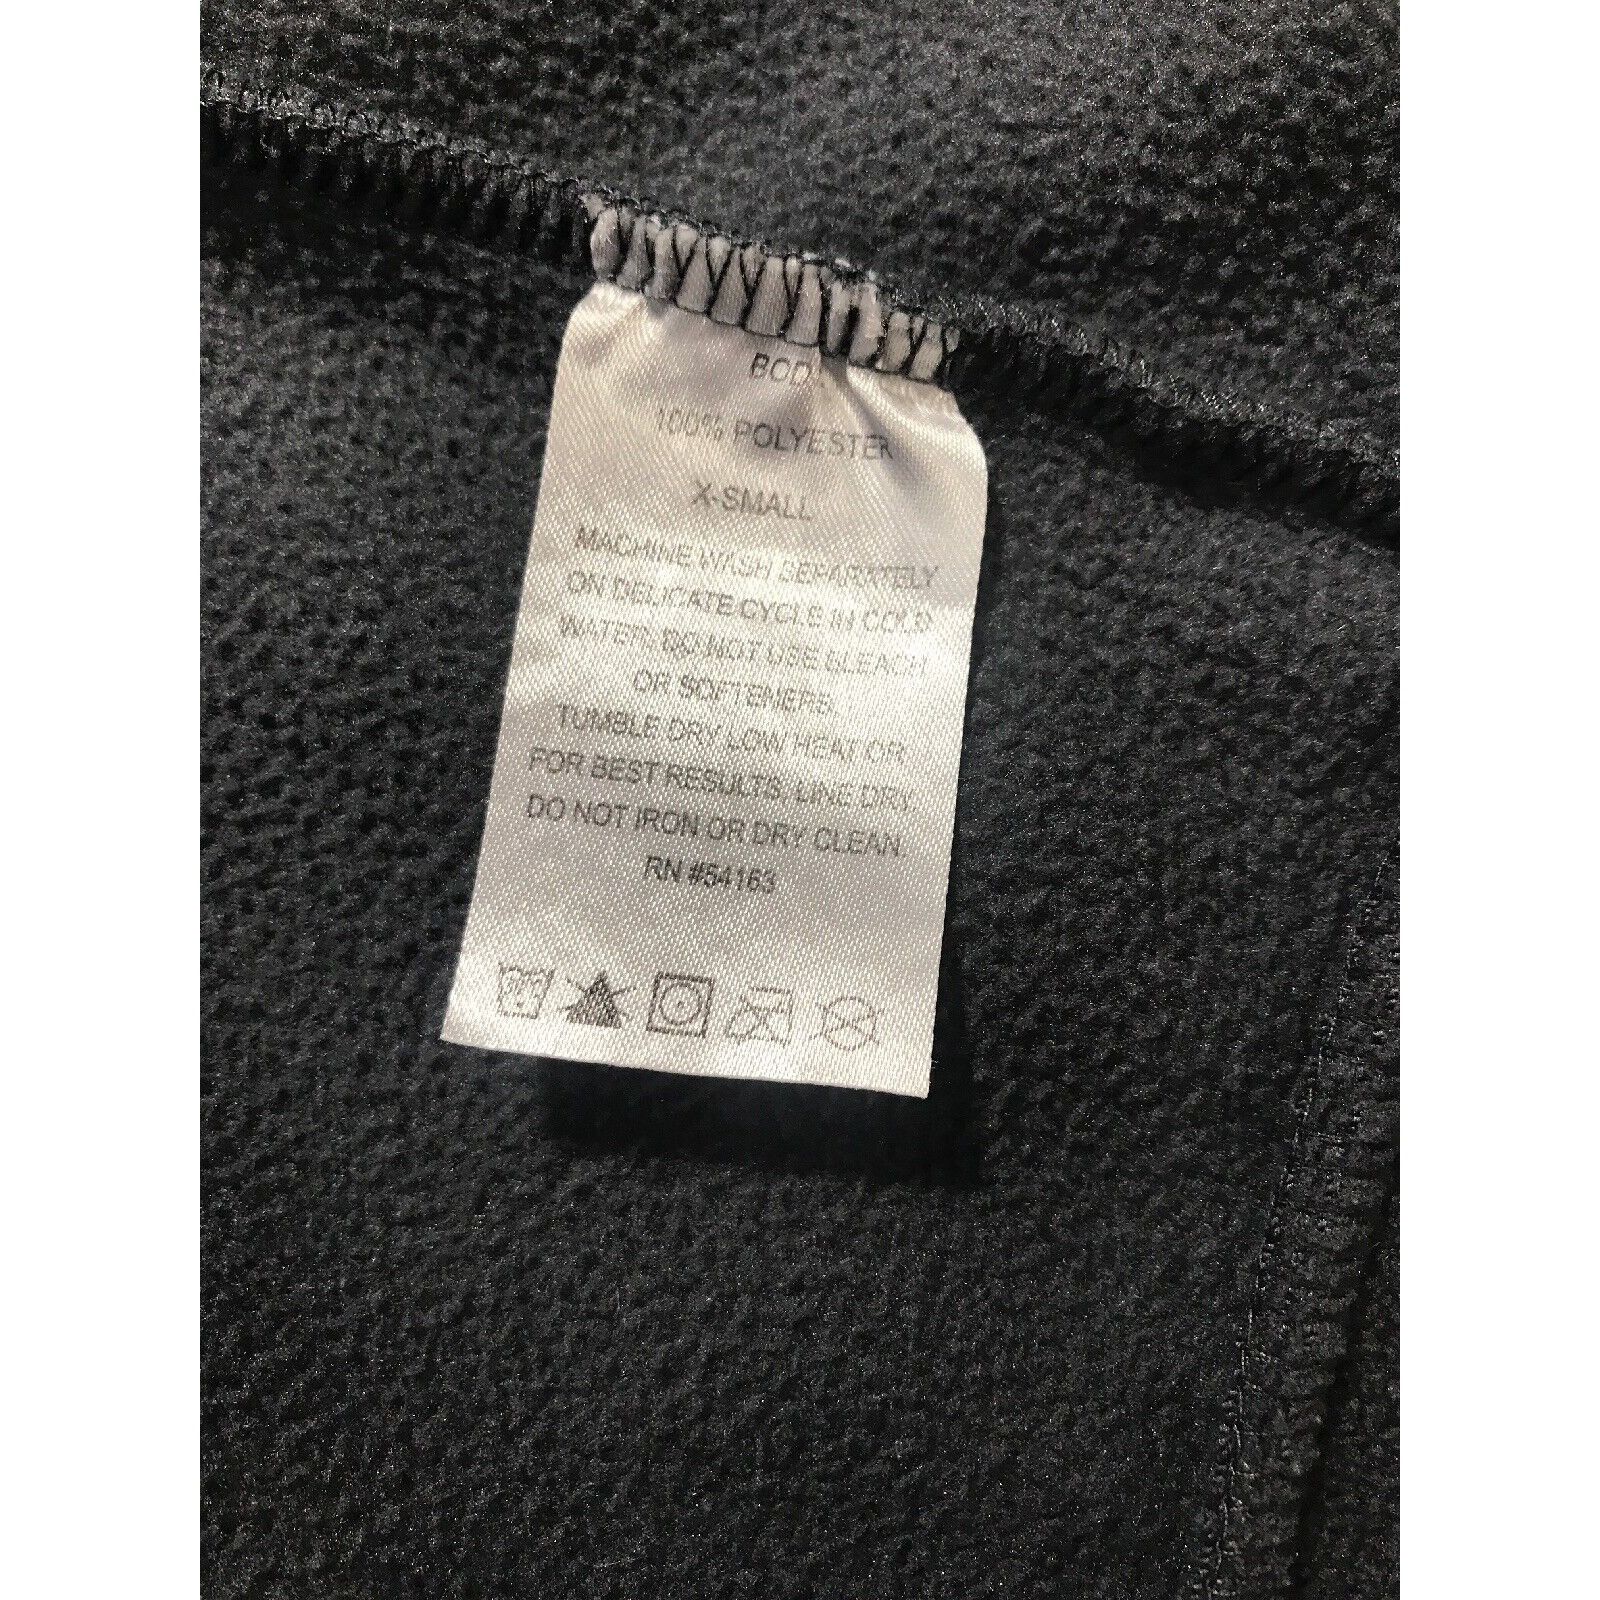 BODY
100% POLYESTER
X-SMALL
MACHINE WASH SEPARATELY
ON DELICATE CYCLE IN COLD
WATER. DO NOT USE BLEACH
OR SOFTENERS.
TUMBLE DRY LOW HEAT OR
FOR BEST RESULTS, LINE DRY.
DO NOT IRON OR DRY CLEAN.
RN #54163